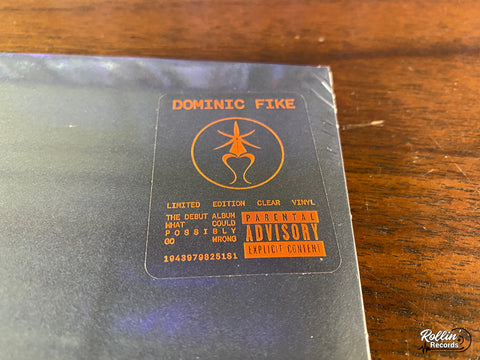 DOMINIC FIKE
LIMITED EDITION CLEAR VINYL
THE DEBUT ALBUM
WHAT COULD
POSSIBLY
GO WRONG
PARENTAL
ADVISORY
EXPLICIT CONTENT
19439798251S1
Rollin'
Records